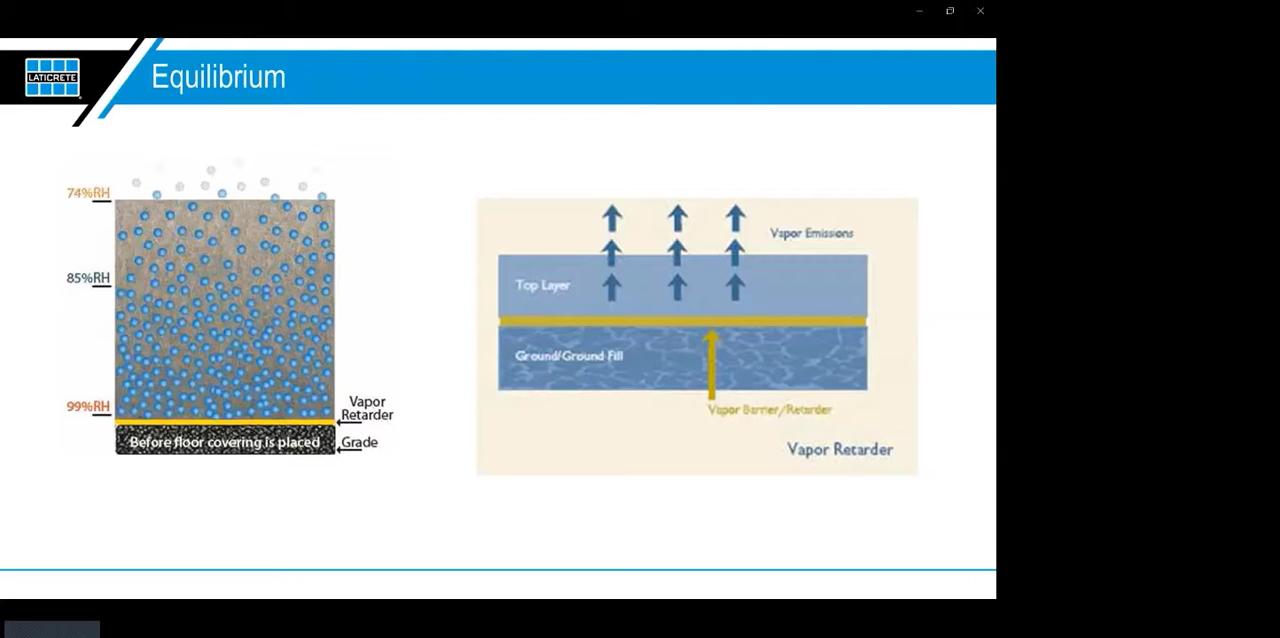 LATICRETE
Equilibrium
74%RH
85%RH
99%RH
Vapor
Retarder
Before floor covering is placed
Grade
Vapor Emissions
Top Layer
Ground/Ground Fill
Vapor Barrier/Retarder
Vapor Retarder